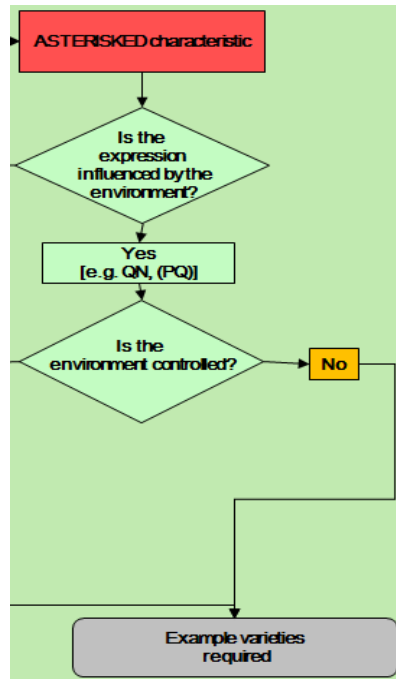 ASTERISKED characteristic
Is the
expression
influenced by the
environment?
Yes
[e.g. QN, (PQ)]
Is the
environment controlled?
No
Example varieties
required